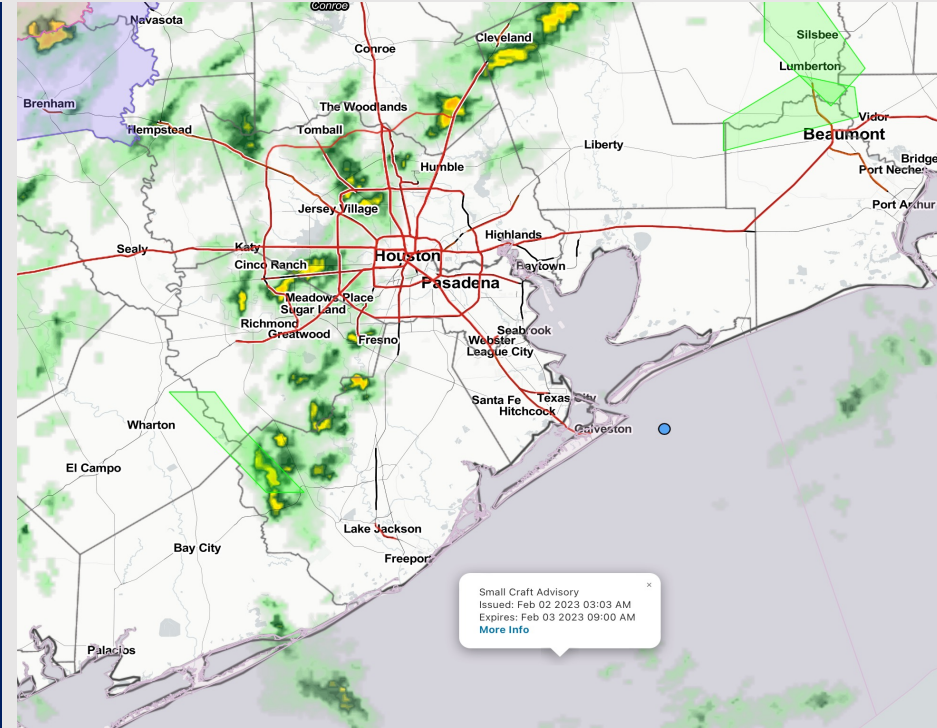 Conroe
Navasota
Silsbee
Cleveland
Conroe
Lumberton
Brenham
The Woodlands
Vidor
Hempstead
Tomball
Beaumont
Liberty
Bridge
Humble
Port Neches
Port Arthur
Jersey Village
Highlands
Sealy
Katy
Houston
Cinco Ranch
Baytown
Pasadena
Meadows Place
Sugar Land
Richmond
Seabrook
Greatwood
Fresno
Webster
League City
Santa Fe
Texas City
Hitchcock
Wharton
Galveston
El Campo
Lake Jackson
Bay City
Freeport
Small Craft Advisory
×
Issued: Feb 02 2023 03:03 AM
Expires: Feb 03 2023 09:00 AM
More Info
Palacios